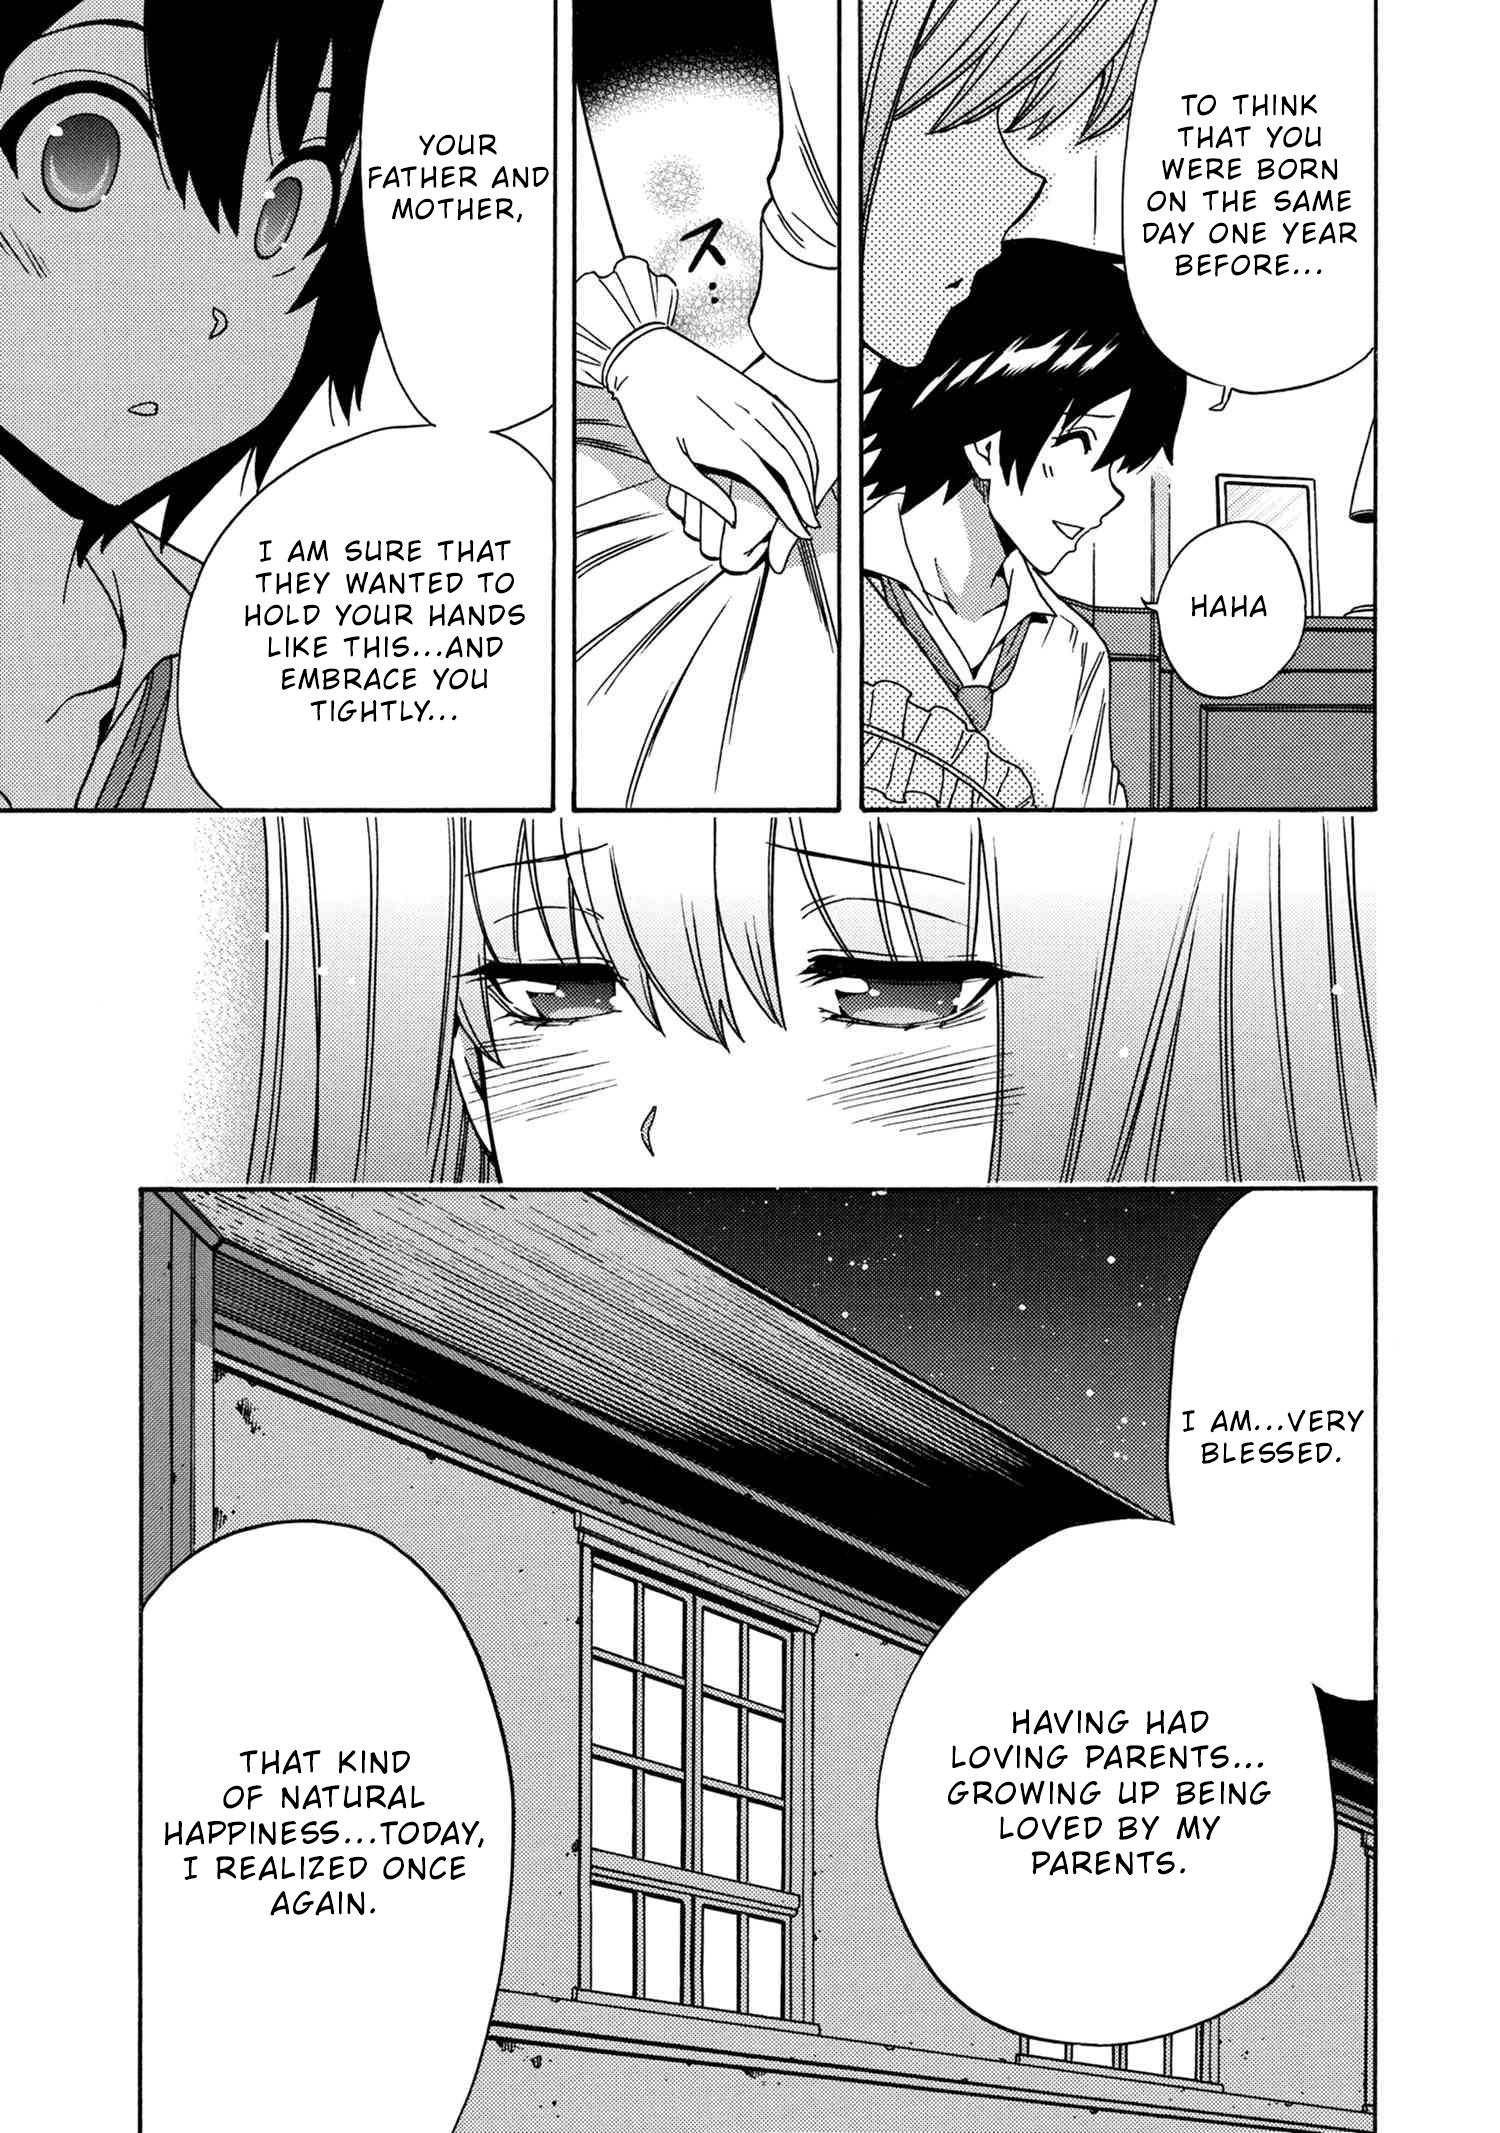 TO THINK
THAT YOU
WERE BORN
ON THE SAME
DAY ONE YEAR
BEFORE...
HAHA
ス...
YOUR
FATHER AND
MOTHER,
I AM SURE THAT
THEY WANTED TO
HOLD YOUR HANDS
LIKE THIS...AND
EMBRACE YOU
TIGHTLY...
I AM...VERY
BLESSED.
HAVING HAD
LOVING PARENTS...
GROWING UP BEING
LOVED BY MY
PARENTS.
THAT KIND
OF NATURAL
HAPPINESS...TODAY,
I REALIZED ONCE
AGAIN.